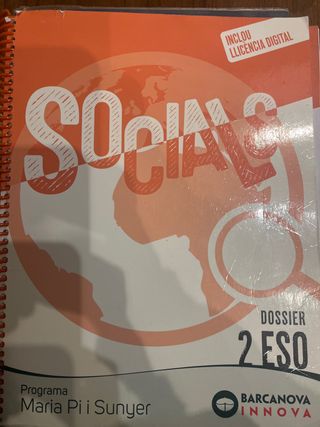 INCLOU
LLICÈNCIA DIGITAL
SOCIALS
DOSSIER
2 ESO
Programa
Maria Pi i Sunyer
BARCANOVA
INNOVA